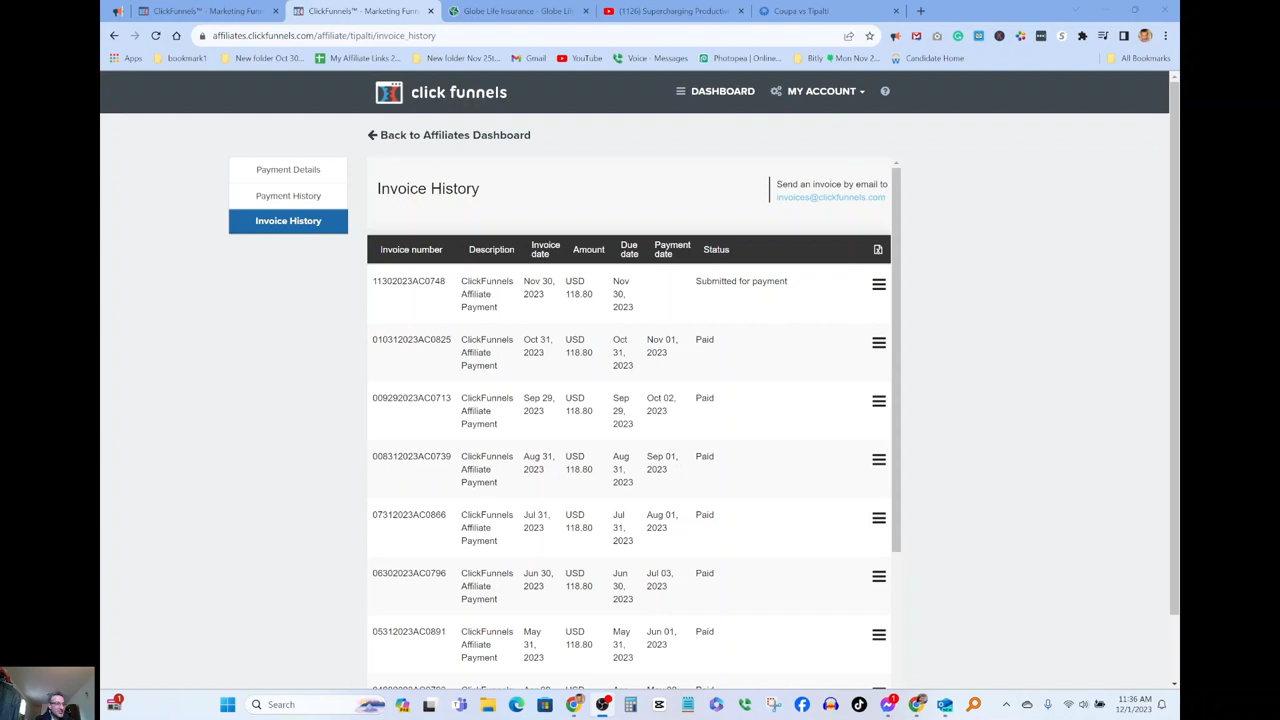 ClickFunnels™ - Marketing Fun
ClickFunnels™ - Marketing Funn
Globe Life Insurance - Globe Li
(1126) Supercharging Productiv
Coupa vs Tipalti
affiliates.clickfunnels.com/affiliate/tipalti/invoice_history
Apps
bookmark1
New folder Oct 30...
My Affiliate Links 2...
New folder Nov 25t...
Gmail
YouTube
Voice - Messages
Photopea | Online...
Bitly
Mon Nov 2...
Candidate Home
All Bookmarks
click funnels
DASHBOARD
MY ACCOUNT
Back to Affiliates Dashboard
Payment Details
Payment History
Invoice History
Invoice History
Send an invoice by email to
invoices@clickfunnels.com
Invoice number Description Invoice date Amount Due date Payment date Status
11302023AC0748 ClickFunnels Affiliate Payment Nov 30, 2023 USD 118.80 Nov 30, 2023 Submitted for payment
010312023AC0825 ClickFunnels Affiliate Payment Oct 31, 2023 USD 118.80 Oct 31, 2023 Nov 01, 2023 Paid
009292023AC0713 ClickFunnels Affiliate Payment Sep 29, 2023 USD 118.80 Sep 29, 2023 Oct 02, 2023 Paid
008312023AC0739 ClickFunnels Affiliate Payment Aug 31, 2023 USD 118.80 Aug 31, 2023 Sep 01, 2023 Paid
07312023AC0866 ClickFunnels Affiliate Payment Jul 31, 2023 USD 118.80 Jul 31, 2023 Aug 01, 2023 Paid
06302023AC0796 ClickFunnels Affiliate Payment Jun 30, 2023 USD 118.80 Jun 30, 2023 Jul 03, 2023 Paid
05312023AC0891 ClickFunnels Affiliate Payment May 31, 2023 USD 118.80 May 31, 2023 Jun 01, 2023 Paid
Search
11:36 AM
12/1/2023